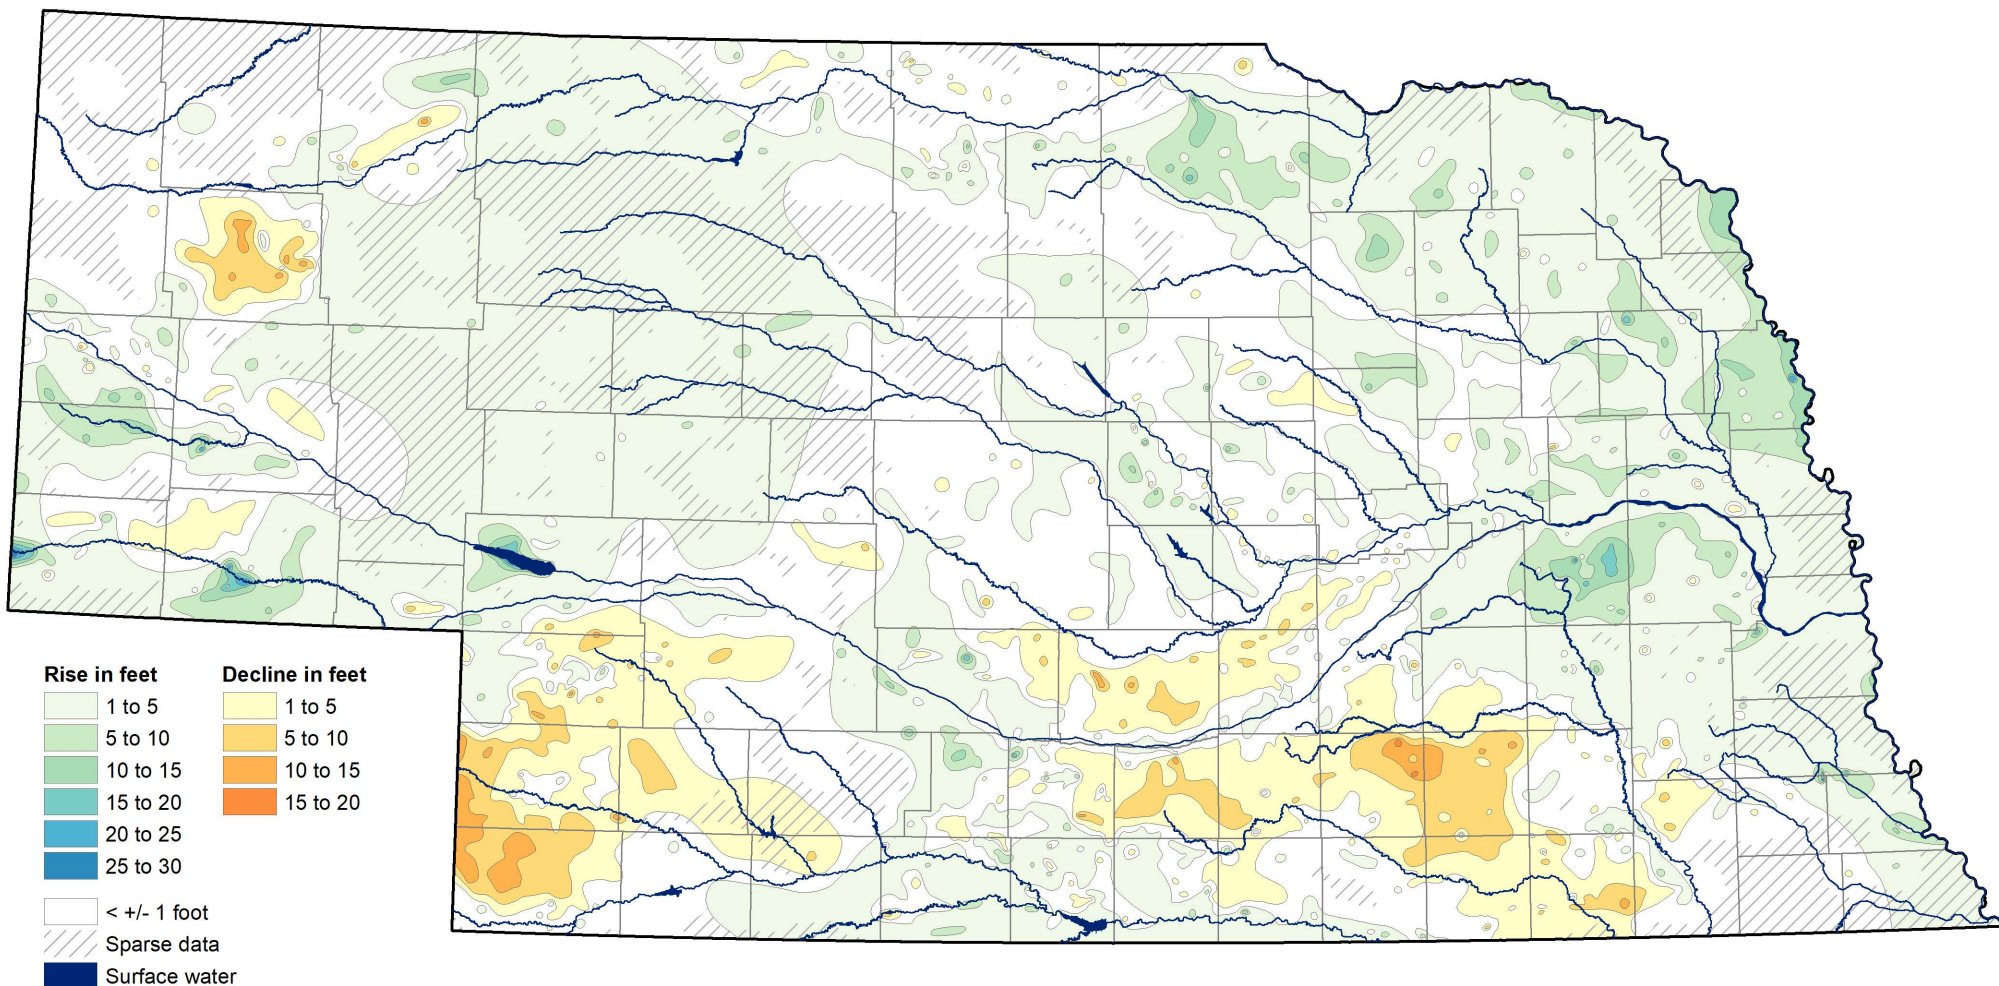 Rise in feet
1 to 5
5 to 10
10 to 15
15 to 20
20 to 25
25 to 30
Decline in feet
1 to 5
5 to 10
10 to 15
15 to 20
< +/- 1 foot
Sparse data
Surface water